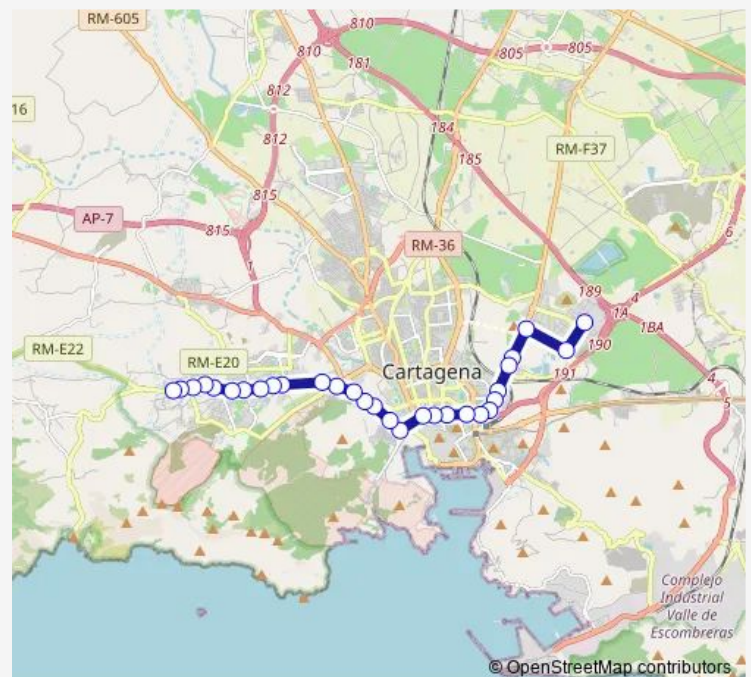 RM-605
810
805
805
810
181
16
812
184
812
185
RM-F37
815
AP-7
815
RM-36
6
1
189
4
1A
RM-E22
RM-E20
190
1BA
Cartagena
191
4
5
Complejo
Industrial
Valle de
Escombreras
© OpenStreetMap contributors